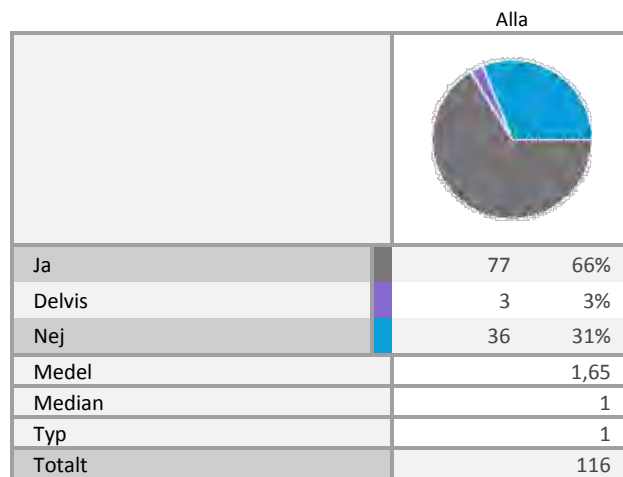 Alla
Ja 77 66%
Delvis 3 3%
Nej 36 31%
Medel 1,65
Median 1
Typ 1
Totalt 116